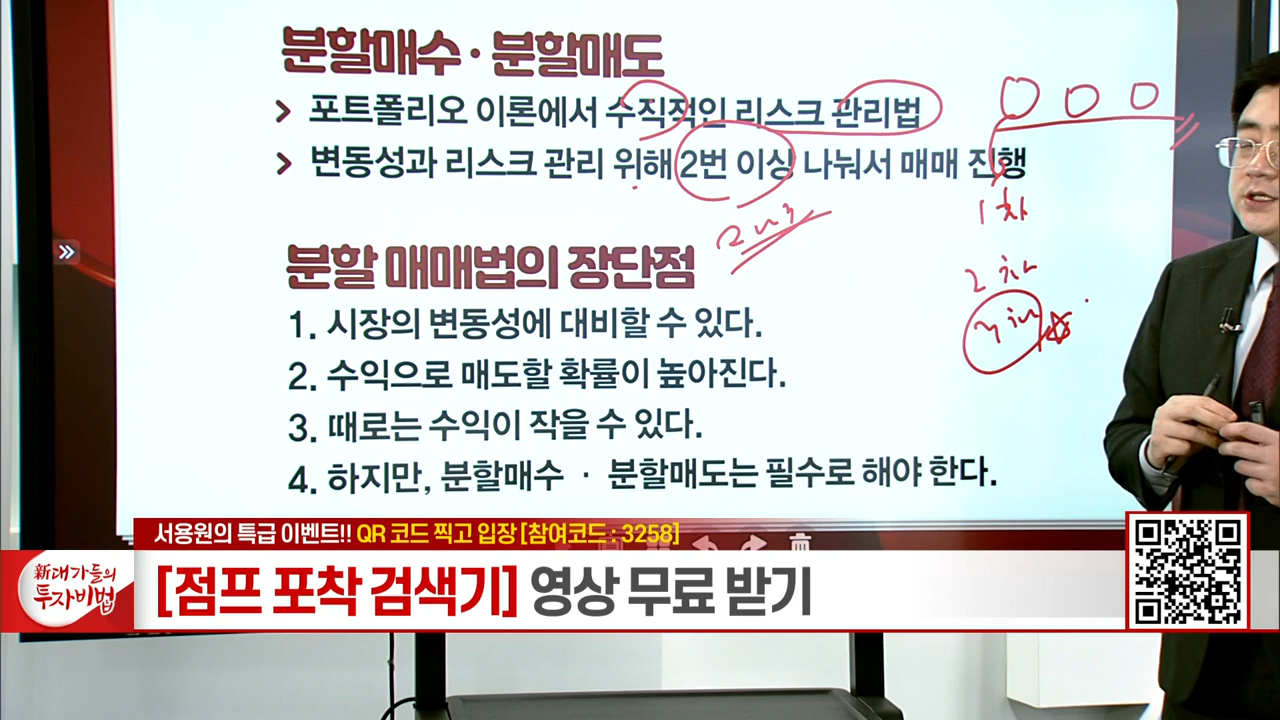 분할매수 · 분할매도
포트폴리오 이론에서 수직적인 리스크 관리법
변동성과 리스크 관리 위해 2번 이상 나눠서 매매 진행
2~3
1차
2차
3차
»
분할 매매법의 장단점
1. 시장의 변동성에 대비할 수 있다.
2. 수익으로 매도할 확률이 높아진다.
3. 때로는 수익이 작을 수 있다.
4. 하지만, 분할매수 · 분할매도는 필수로 해야 한다.
서용원의 특급 이벤트!! QR 코드 찍고 입장 [참여코드 : 3258]
新대가들의
투자비법
[점프 포착 검색기] 영상 무료 받기